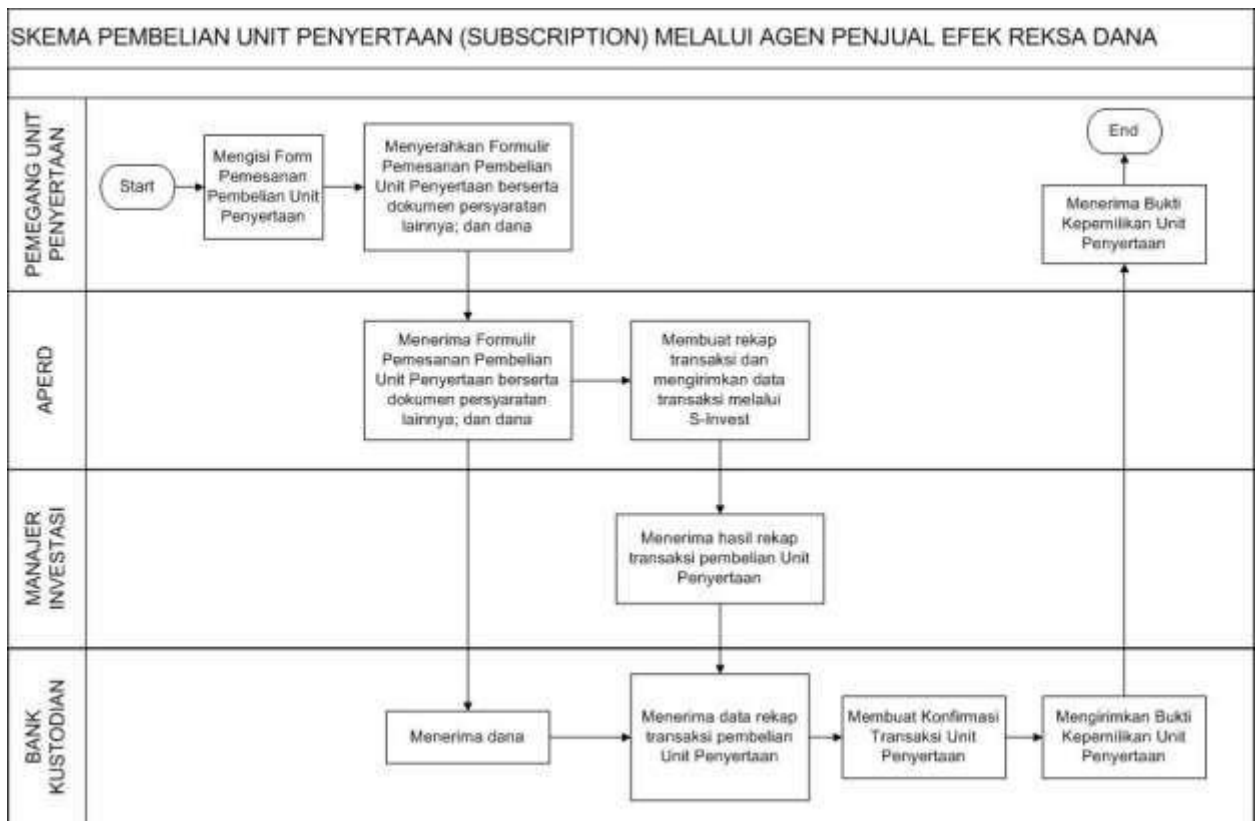 SKEMA PEMBELIAN UNIT PENYERTAAN (SUBSCRIPTION) MELALUI AGEN PENJUAL EFEK REKSA DANA
PEMEGANG UNIT
PENYERTAAN
Start
Mengisi Form
Pemesanan
Pembelian Unit
Penyertaan
Menyerahkan Formulir
Pemesanan Pembelian
Unit Penyertaan berserta
dokumen persyaratan
lainnya; dan dana
End
Menerima Bukti
Kepemilikan Unit
Penyertaan
APERD
Menerima Formulir
Pemesanan Pembelian
Unit Penyertaan berserta
dokumen persyaratan
lainnya; dan dana
Membuat rekap
transaksi dan
mengirimkan data
transaksi melalui
S-Invest
MANAJER
INVESTASI
Menerima hasil rekap
transaksi pembelian Unit
Penyertaan
BANK
KUSTODIAN
Menerima dana
Menerima data rekap
transaksi pembelian
Unit Penyertaan
Membuat Konfirmasi
Transaksi Unit
Penyertaan
Mengirimkan Bukti
Kepemilikan Unit
Penyertaan